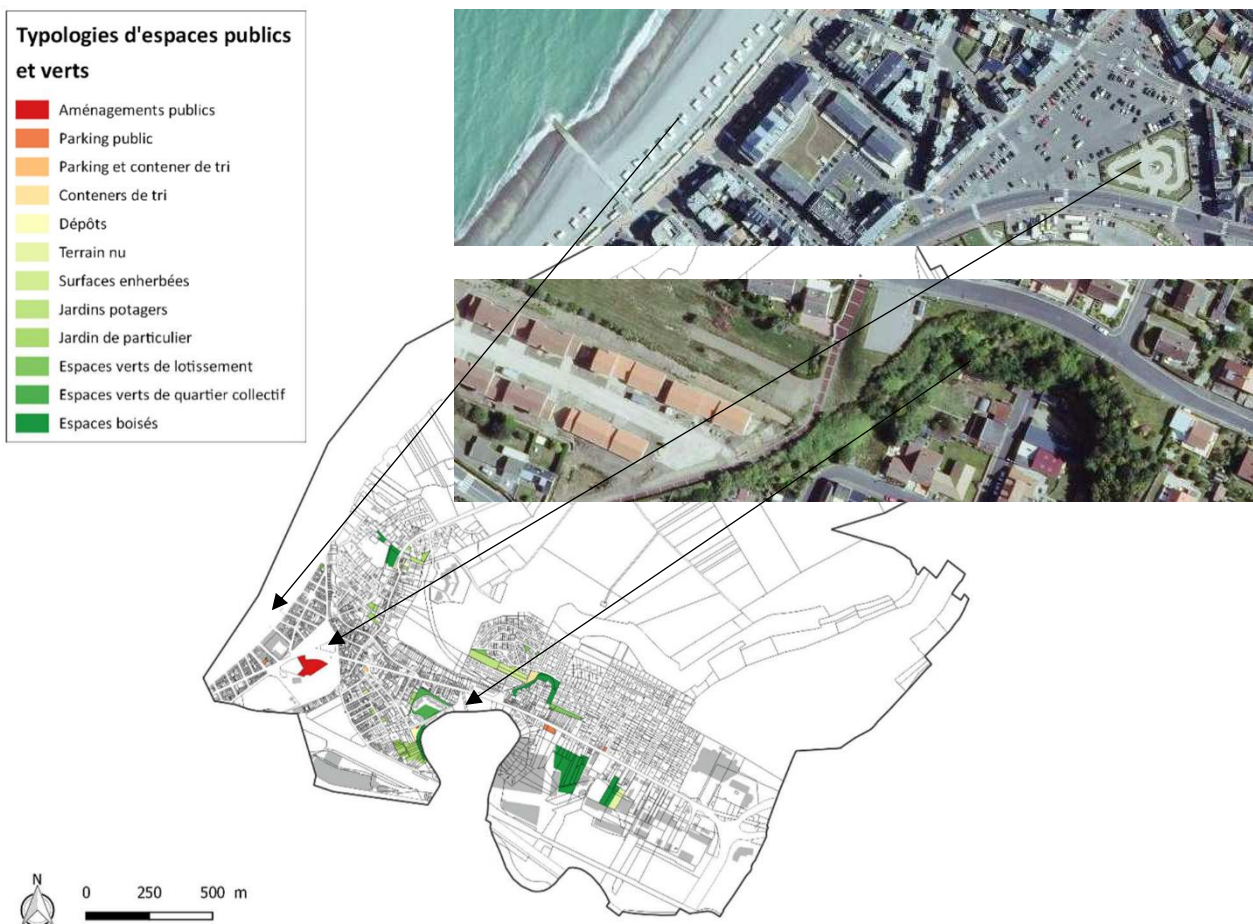 Typologies d'espaces publics
et verts
Aménagements publics
Parking public
Parking et contener de tri
Conteners de tri
Dépôts
Terrain nu
Surfaces enherbées
Jardins potagers
Jardin de particulier
Espaces verts de lotissement
Espaces verts de quartier collectif
Espaces boisés
N
0 250 500 m